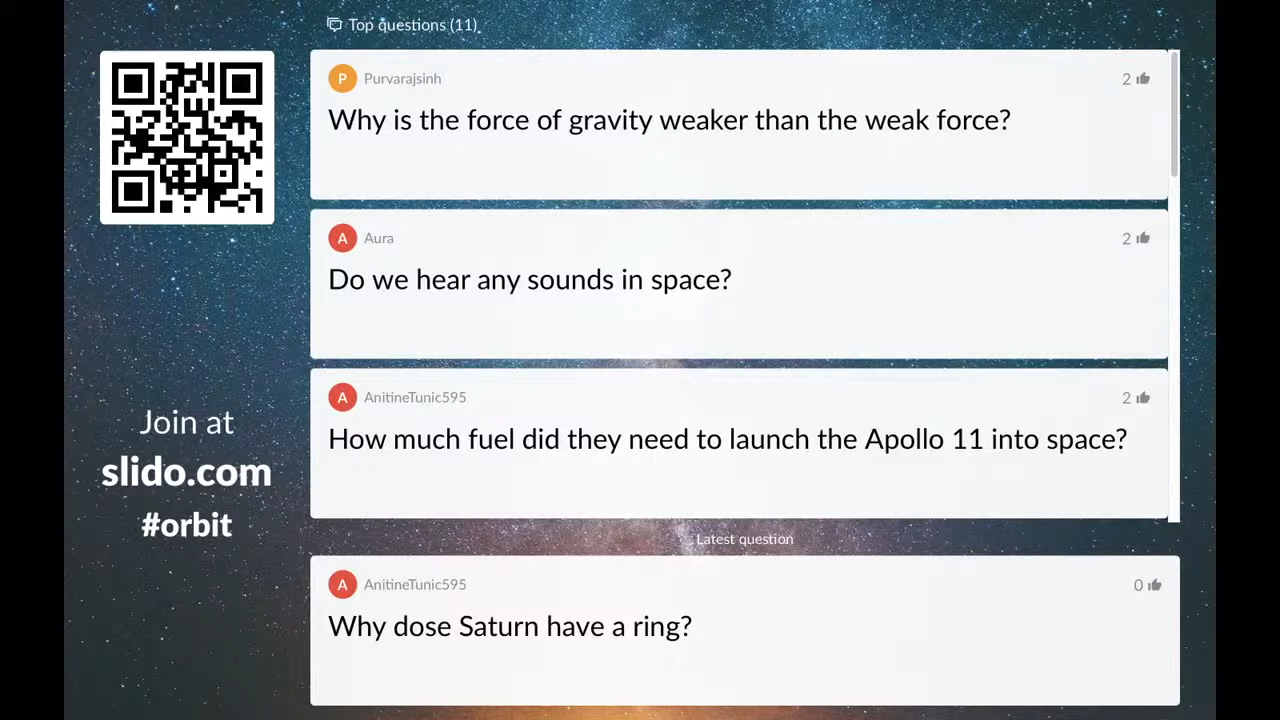 Top questions (11)
P Purvarajsinh 2
Why is the force of gravity weaker than the weak force?
A Aura 2
Do we hear any sounds in space?
A AnitineTunic595 2
How much fuel did they need to launch the Apollo 11 into space?
Join at
slido.com
#orbit
Latest question
A AnitineTunic595 0
Why dose Saturn have a ring?